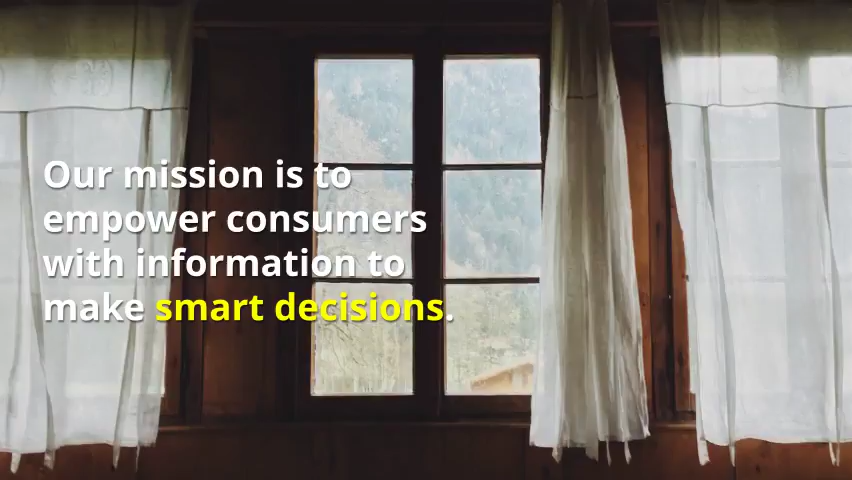 Our mission is to
empower consumers
with information to
make smart decisions.